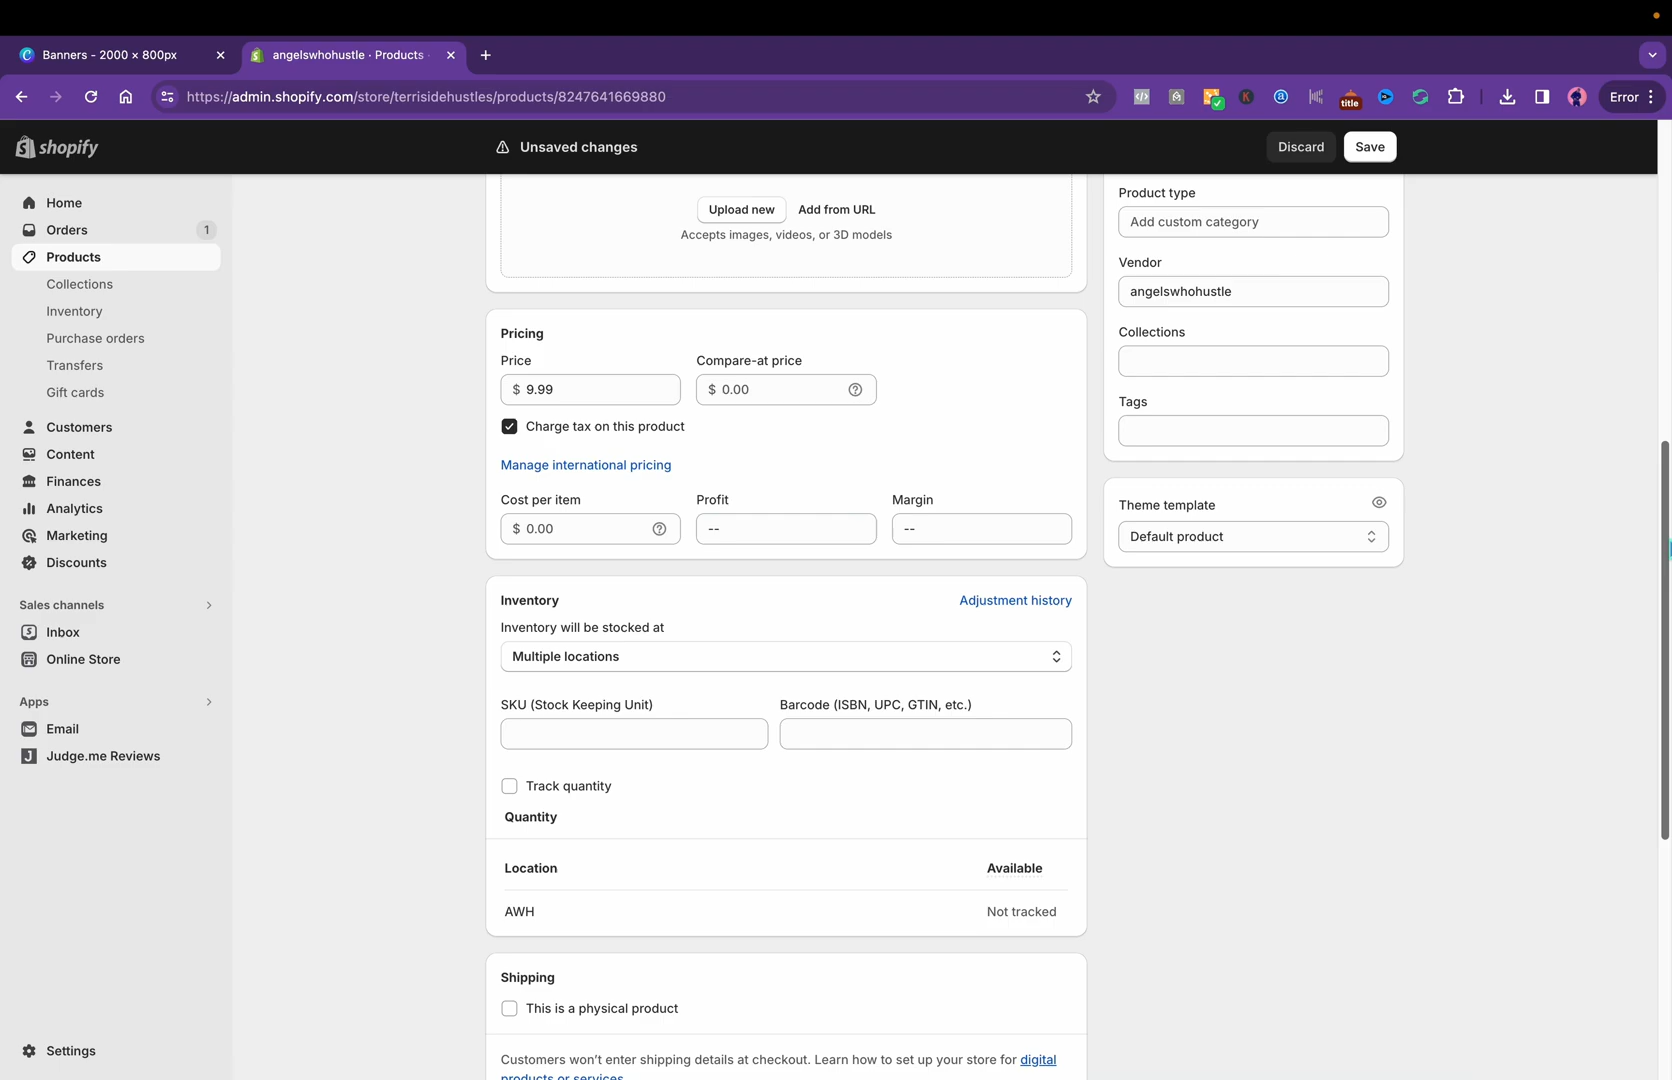 Banners - 2000 × 800px
angelswhohustle · Products
https://admin.shopify.com/store/terrisidehustles/products/8247641669880
title
Error
shopify
Unsaved changes
Discard
Save
Home
Orders
1
Products
Collections
Inventory
Purchase orders
Transfers
Gift cards
Customers
Content
Finances
Analytics
Marketing
Discounts
Sales channels
Inbox
Online Store
Apps
Email
Judge.me Reviews
Settings
Upload new
Add from URL
Accepts images, videos, or 3D models
Pricing
Price
Compare-at price
$ 9.99
$ 0.00
Charge tax on this product
Manage international pricing
Cost per item
Profit
Margin
$ 0.00
--
--
Inventory
Adjustment history
Inventory will be stocked at
Multiple locations
SKU (Stock Keeping Unit)
Barcode (ISBN, UPC, GTIN, etc.)
Track quantity
Quantity
Location
Available
AWH
Not tracked
Shipping
This is a physical product
Customers won’t enter shipping details at checkout. Learn how to set up your store for digital
products or services.
Product type
Add custom category
Vendor
angelswhohustle
Collections
Tags
Theme template
Default product